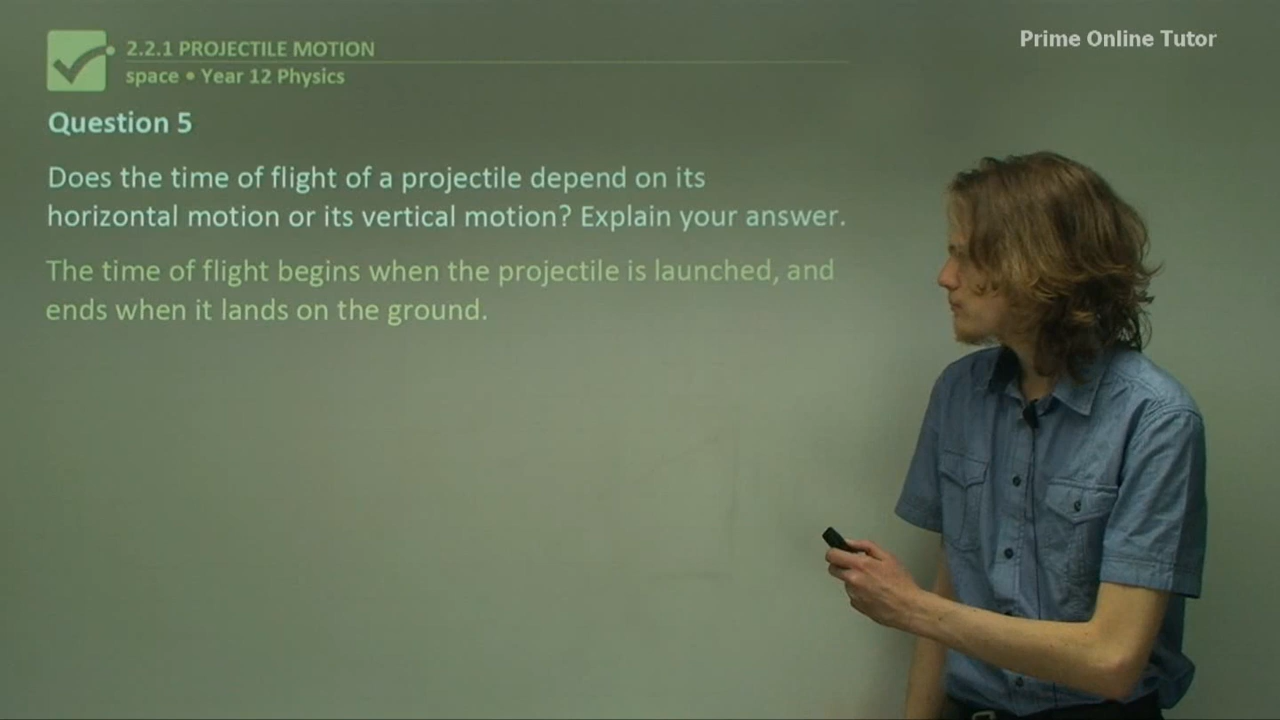 2.2.1 PROJECTILE MOTION
space • Year 12 Physics
Prime Online Tutor
Question 5
Does the time of flight of a projectile depend on its
horizontal motion or its vertical motion? Explain your answer.
The time of flight begins when the projectile is launched, and
ends when it lands on the ground.